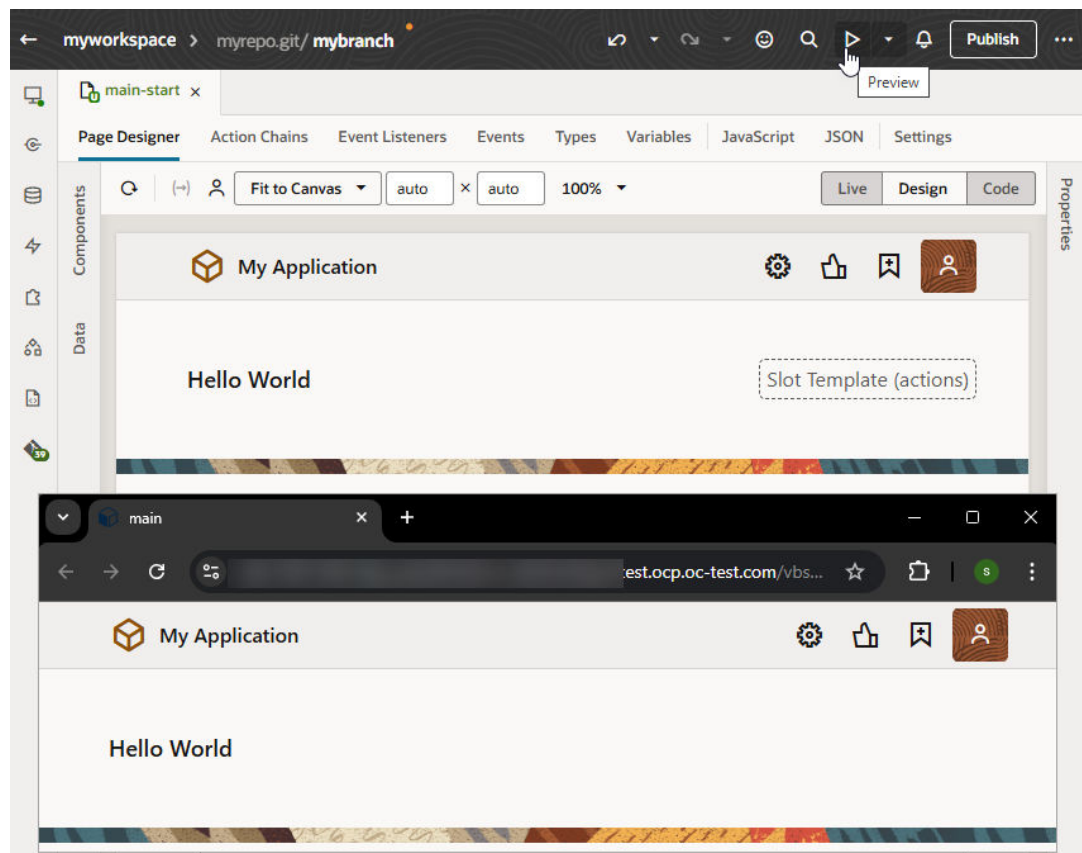 myworkspace > myrepo.git/ mybranch
Publish
Preview
main-start
Page Designer Action Chains Event Listeners Events Types Variables JavaScript JSON Settings
Fit to Canvas auto × auto 100% Live Design Code
Components
Data
Properties
My Application
Hello World Slot Template (actions)
39
main
test.ocp.oc-test.com/vbs...
s
My Application
Hello World